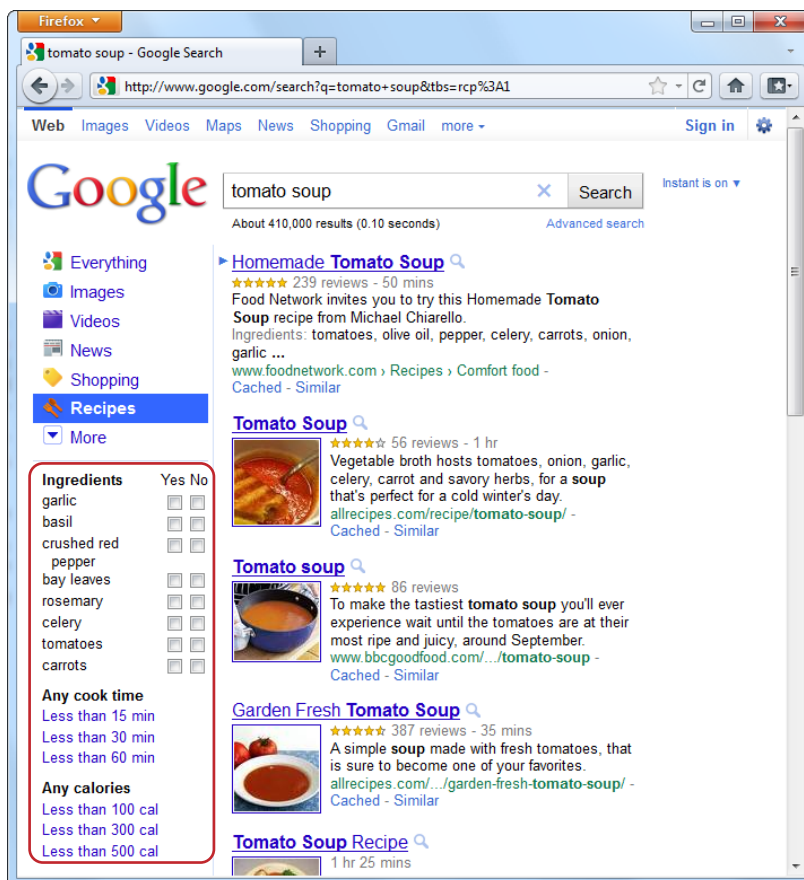 Firefox
tomato soup - Google Search
http://www.google.com/search?q=tomato+soup&tbs=rcp%3A1
Web Images Videos Maps News Shopping Gmail more Sign in
Google
tomato soup
Search
Instant is on ▼
About 410,000 results (0.10 seconds)
Advanced search
Everything
Images
Videos
News
Shopping
Recipes
More
Ingredients Yes No
garlic
basil
crushed red
pepper
bay leaves
rosemary
celery
tomatoes
carrots
Any cook time
Less than 15 min
Less than 30 min
Less than 60 min
Any calories
Less than 100 cal
Less than 300 cal
Less than 500 cal
Homemade Tomato Soup
239 reviews - 50 mins
Food Network invites you to try this Homemade Tomato
Soup recipe from Michael Chiarello.
Ingredients: tomatoes, olive oil, pepper, celery, carrots, onion,
garlic ...
www.foodnetwork.com › Recipes › Comfort food -
Cached - Similar
Tomato Soup
56 reviews - 1 hr
Vegetable broth hosts tomatoes, onion, garlic,
celery, carrot and savory herbs, for a soup
that's perfect for a cold winter's day.
allrecipes.com/recipe/tomato-soup/ -
Cached - Similar
Tomato soup
86 reviews
To make the tastiest tomato soup you'll ever
experience wait until the tomatoes are at their
most ripe and juicy, around September.
www.bbcgoodfood.com/.../tomato-soup -
Cached - Similar
Garden Fresh Tomato Soup
387 reviews - 35 mins
A simple soup made with fresh tomatoes, that
is sure to become one of your favorites.
allrecipes.com/.../garden-fresh-tomato-soup/ -
Cached - Similar
Tomato Soup Recipe
1 hr 25 mins